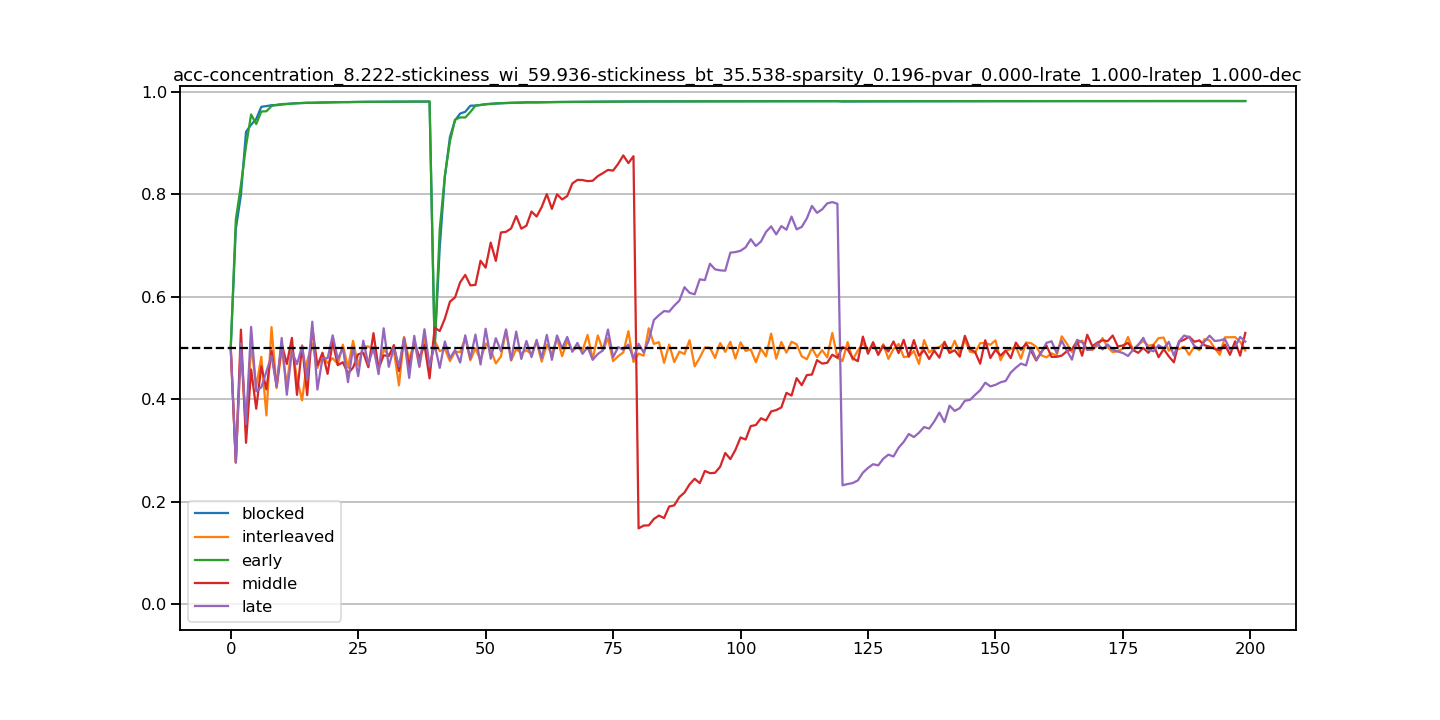 acc-concentration_8.222-stickiness_wi_59.936-stickiness_bt_35.538-sparsity_0.196-pvar_0.000-lrate_1.000-lratep_1.000-dec
1.0
0.8
0.6
0.4
0.2
0.0
blocked
interleaved
early
middle
late
0 25 50 75 100 125 150 175 200